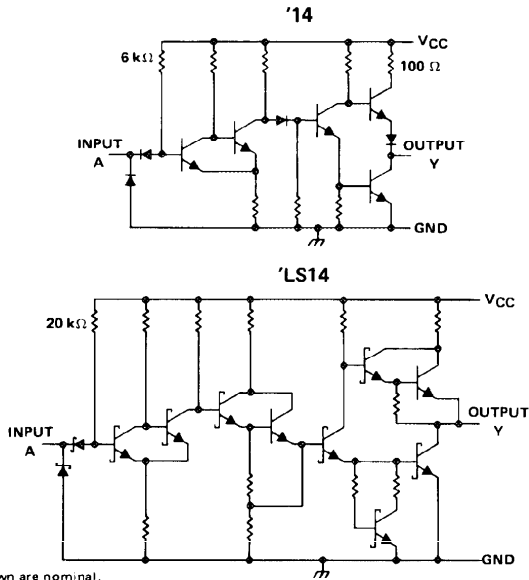 '14
VCC
6 kΩ
100 Ω
INPUT
A
OUTPUT
Y
GND
'LS14
VCC
20 kΩ
INPUT
A
OUTPUT
Y
GND
wn are nominal.